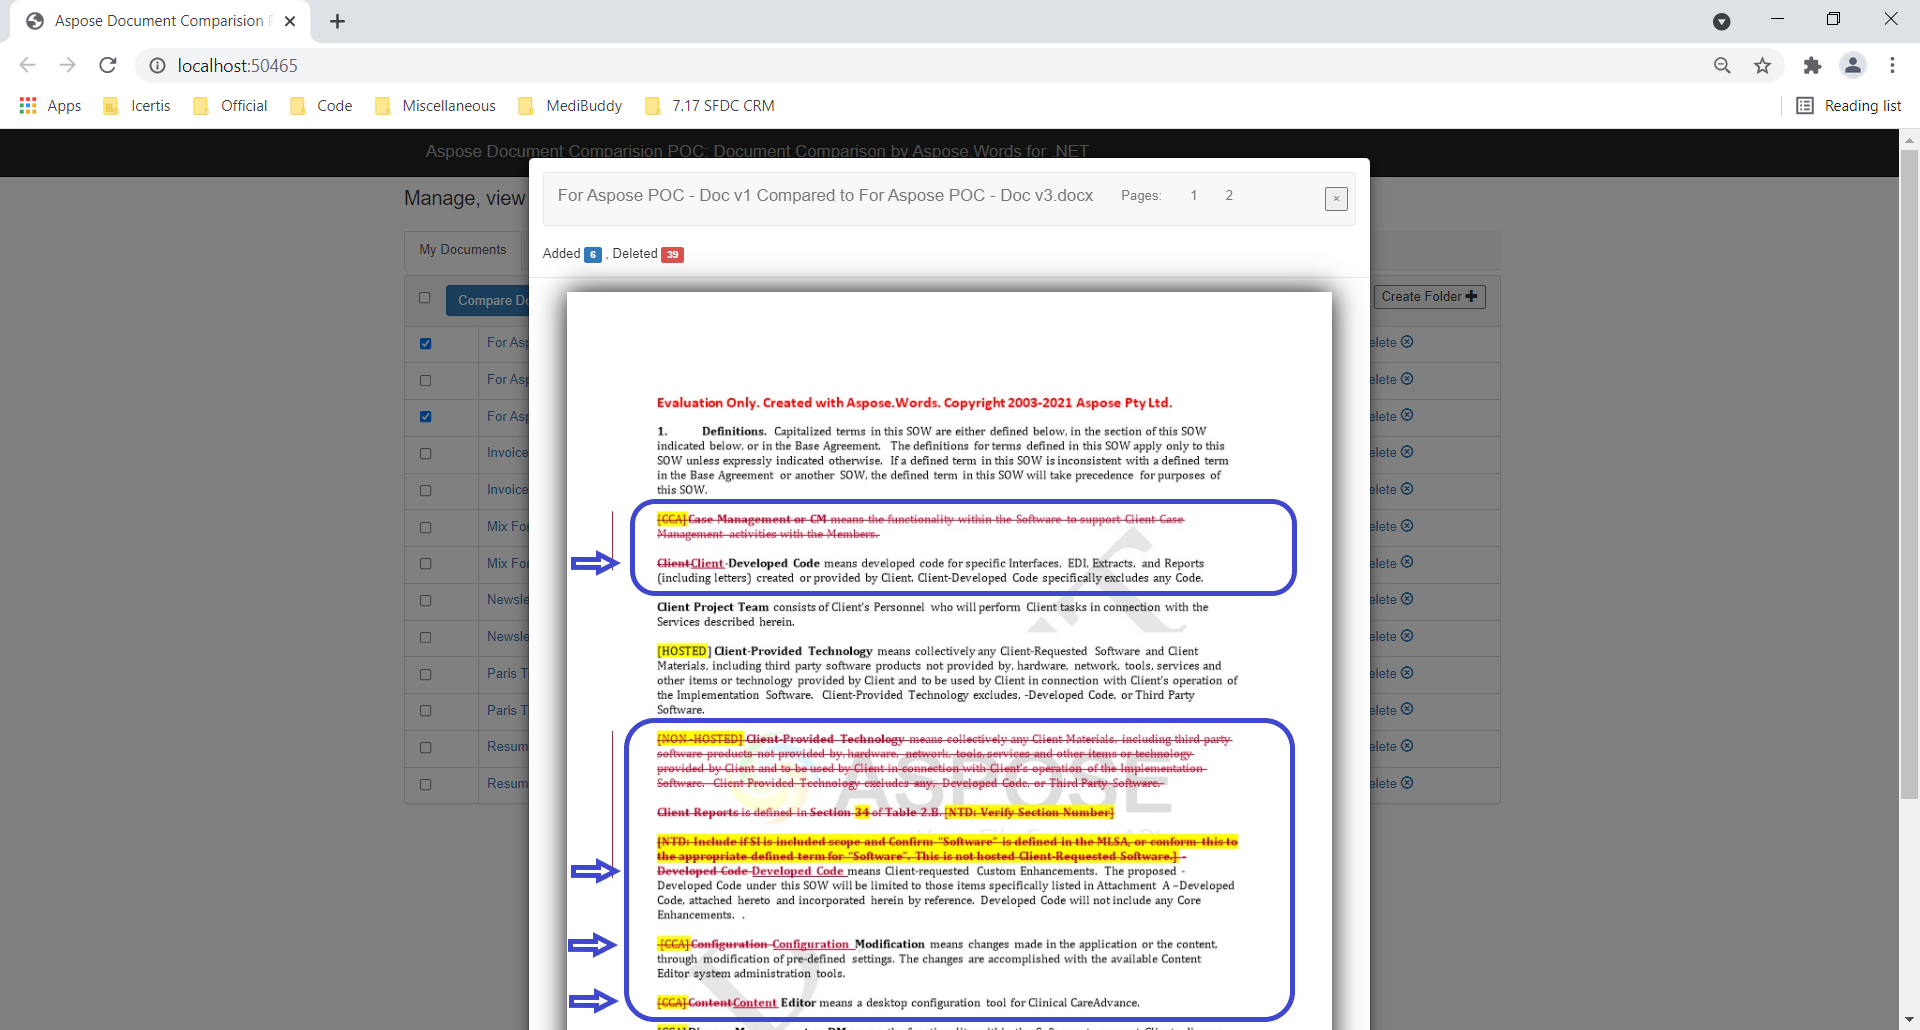 Aspose Document Comparision P
localhost:50465
Apps
Icertis
Official
Code
Miscellaneous
MediBuddy
7.17 SFDC CRM
Reading list
Aspose Document Comparision POC: Document Comparison by Aspose.Words for .NET
Manage, view
For Aspose POC - Doc v1 Compared to For Aspose POC - Doc v3.docx Pages: 1 2
My Documents
Added 6 , Deleted 39
Compare Do
Create Folder
For Asp
elete
For Asp
elete
For Asp
elete
Invoice
elete
Invoice
elete
Mix For
elete
Mix For
elete
Newsle
elete
Newsle
elete
Paris T
elete
Paris T
elete
Resum
elete
Resum
elete
Evaluation Only. Created with Aspose.Words. Copyright 2003-2021 Aspose Pty Ltd.
1. Definitions. Capitalized terms in this SOW are either defined below, in the section of this SOW
indicated below, or in the Base Agreement. The definitions for terms defined in this SOW apply only to this
SOW unless expressly indicated otherwise. If a defined term in this SOW is inconsistent with a defined term
in the Base Agreement or another SOW, the defined term in this SOW will take precedence for purposes of
this SOW.
[CCA]Case Management or CM means the functionality within the Software to support Client Case
Management activities with the Members.
ClientClient-Developed Code means developed code for specific Interfaces, EDI, Extracts, and Reports
(including letters) created or provided by Client. Client-Developed Code specifically excludes any Code.
Client Project Team consists of Client's Personnel who will perform Client tasks in connection with the
Services described herein.
[HOSTED] Client-Provided Technology means collectively any Client-Requested Software and Client
Materials, including third party software products not provided by, hardware, network, tools, services and
other items or technology provided by Client and to be used by Client in connection with Client's operation of
the Implementation Software. Client-Provided Technology excludes, -Developed Code, or Third Party
Software.
[NON-HOSTED] Client-Provided Technology means collectively any Client Materials, including third party
software products not provided by, hardware, network, tools, services and other items or technology
provided by Client and to be used by Client in connection with Client's operation of the Implementation
Software. Client Provided Technology excludes any, Developed Code, or Third Party Software.
ASPOSE
Client Reports is defined in Section 34 of Table 2.B. [NTD: Verify Section Number]
[NTD: Include if SI is included scope and Confirm "Software" is defined in the MLSA, or conform this to
the appropriate defined term for "Software". This is not hosted Client-Requested Software.] -
Developed Code Developed Code means Client-requested Custom Enhancements. The proposed -
Developed Code under this SOW will be limited to those items specifically listed in Attachment A –Developed
Code, attached hereto and incorporated herein by reference. Developed Code will not include any Core
Enhancements. .
[CCA]Configuration Configuration Modification means changes made in the application or the content,
through modification of pre-defined settings. The changes are accomplished with the available Content
Editor system administration tools.
[CCA]ContentContent Editor means a desktop configuration tool for Clinical CareAdvance.